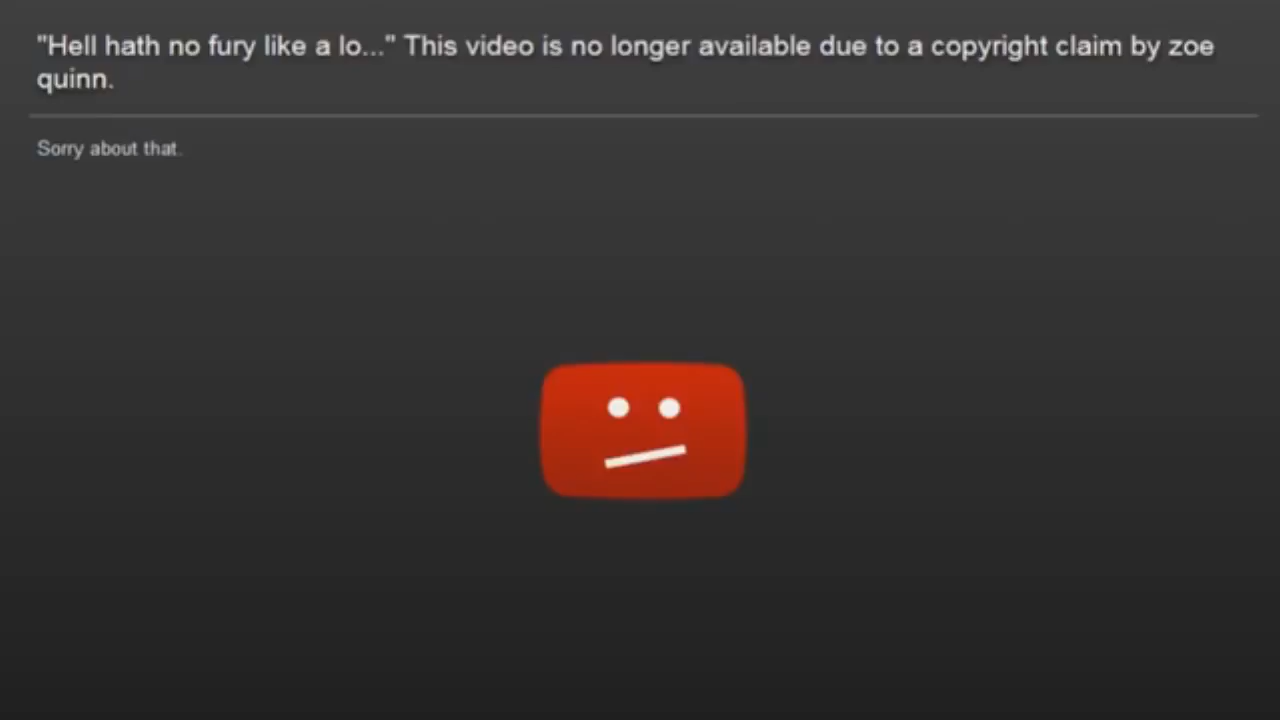 "Hell hath no fury like a lo..." This video is no longer available due to a copyright claim by zoe
quinn.
Sorry about that.